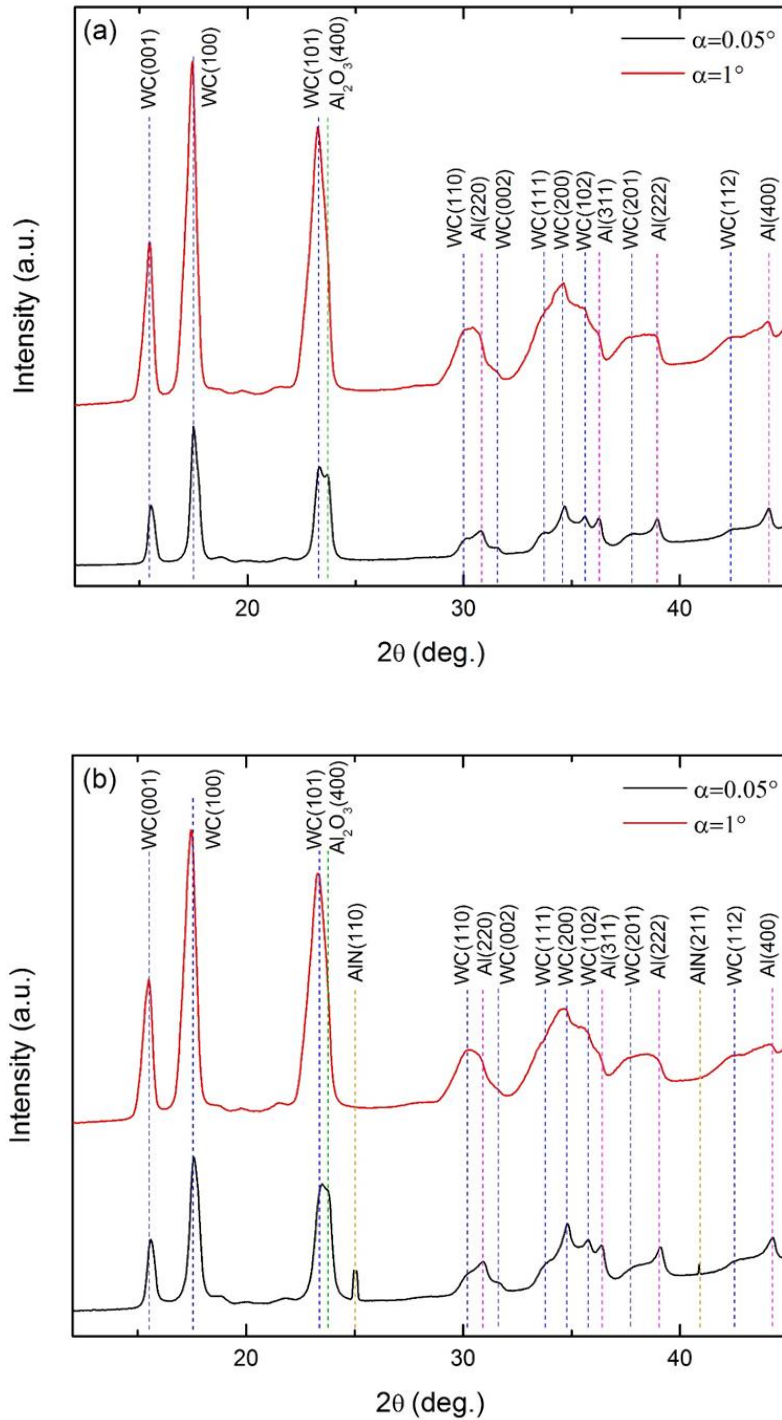 (a)
α=0.05°
α=1°
WC(001)
WC(100)
WC(101)
Al₂O₃(400)
WC(110)
Al(220)
WC(002)
WC(111)
WC(200)
WC(102)
Al(311)
WC(201)
Al(222)
WC(112)
Al(400)
Intensity (a.u.)
20
30
40
2θ (deg.)
(b)
α=0.05°
α=1°
WC(001)
WC(100)
WC(101)
Al₂O₃(400)
AlN(110)
WC(110)
Al(220)
WC(002)
WC(111)
WC(200)
WC(102)
Al(311)
WC(201)
Al(222)
AlN(211)
WC(112)
Al(400)
Intensity (a.u.)
20
30
40
2θ (deg.)